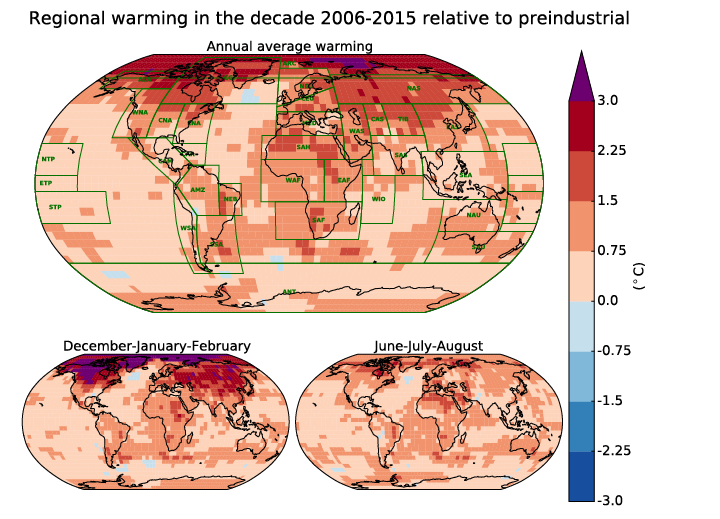 Regional warming in the decade 2006-2015 relative to preindustrial
Annual average warming
ARC
NAS
WNA
CNA
ENA
CAS
TIB
WAS
SAH
SAS
NTP
ETP
STP
AMZ
NEB
WAF
EAF
SEA
WIO
SAF
NAU
WSA
SSA
SAU
ANT
3.0
2.25
1.5
0.75
0.0
-0.75
-1.5
-2.25
-3.0
(°C)
December-January-February
June-July-August